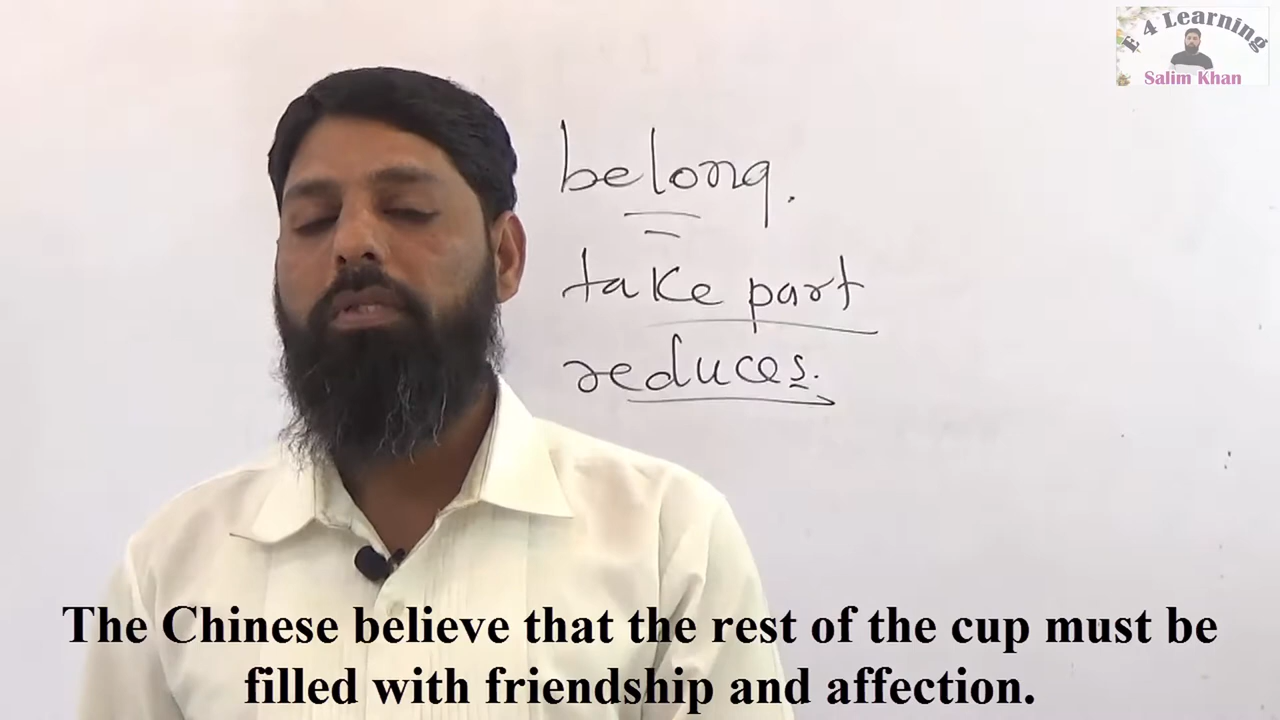 E 4 Learning
Salim Khan
belong.
take part
reduces.
The Chinese believe that the rest of the cup must be
filled with friendship and affection.